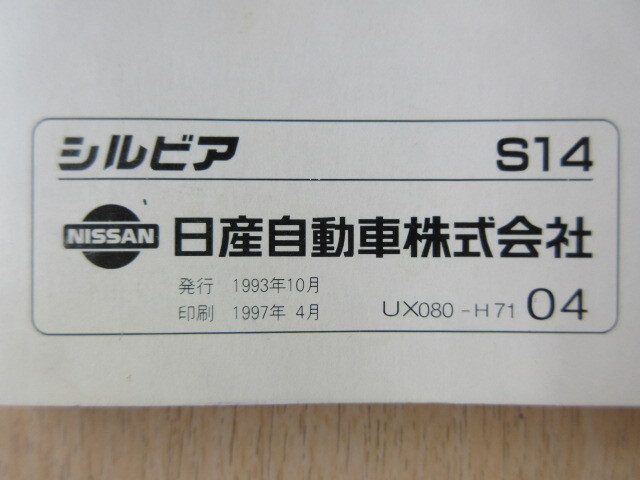 シルビア S14
NISSAN 日産自動車株式会社
発行 1993年10月
印刷 1997年 4月 UX080-H71 04